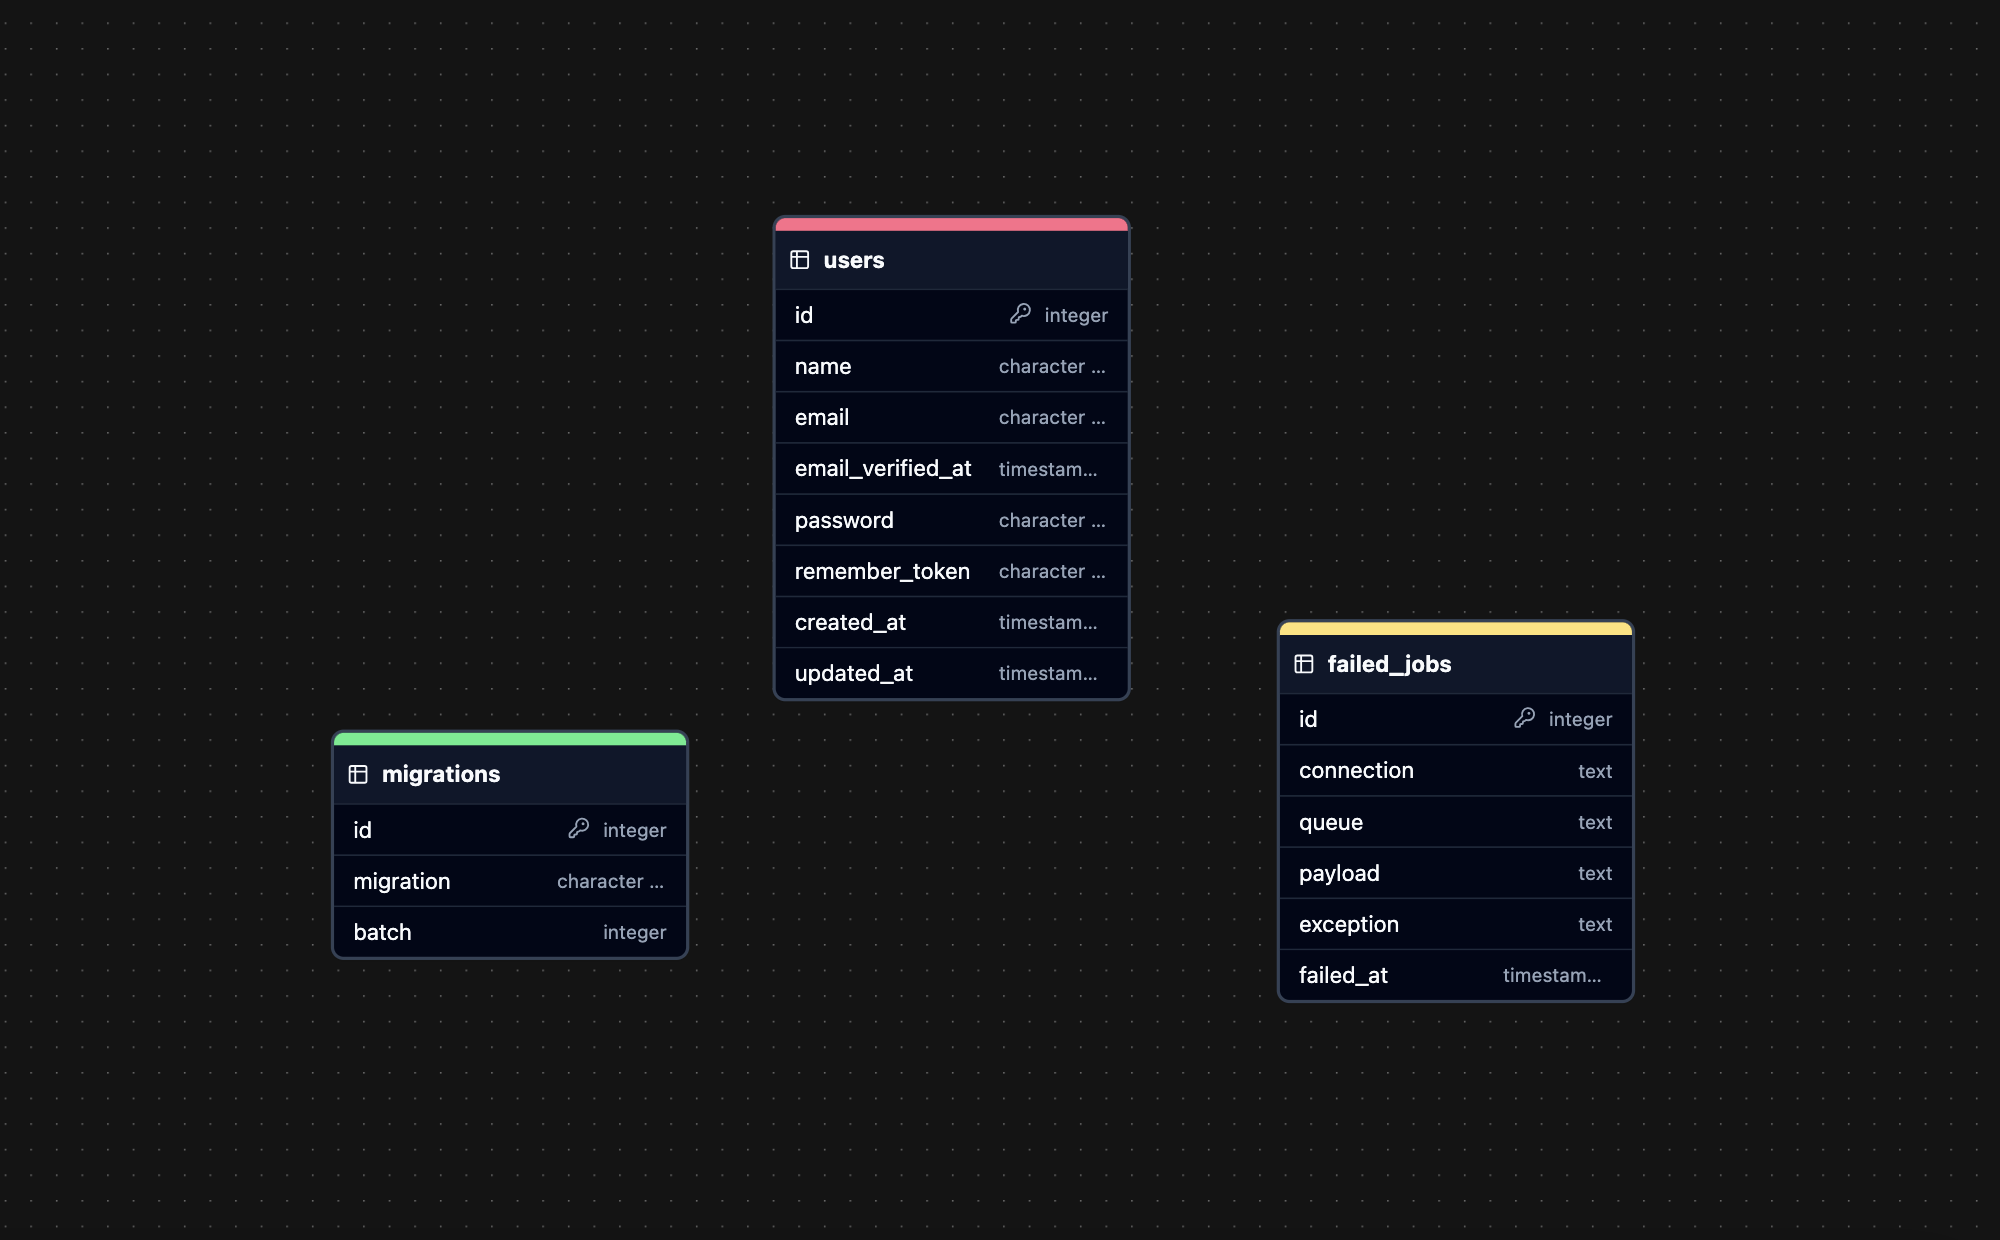 users
id integer
name character ...
email character ...
email_verified_at timestam...
password character ...
remember_token character ...
created_at timestam...
updated_at timestam...
migrations
id integer
migration character ...
batch integer
failed_jobs
id integer
connection text
queue text
payload text
exception text
failed_at timestam...